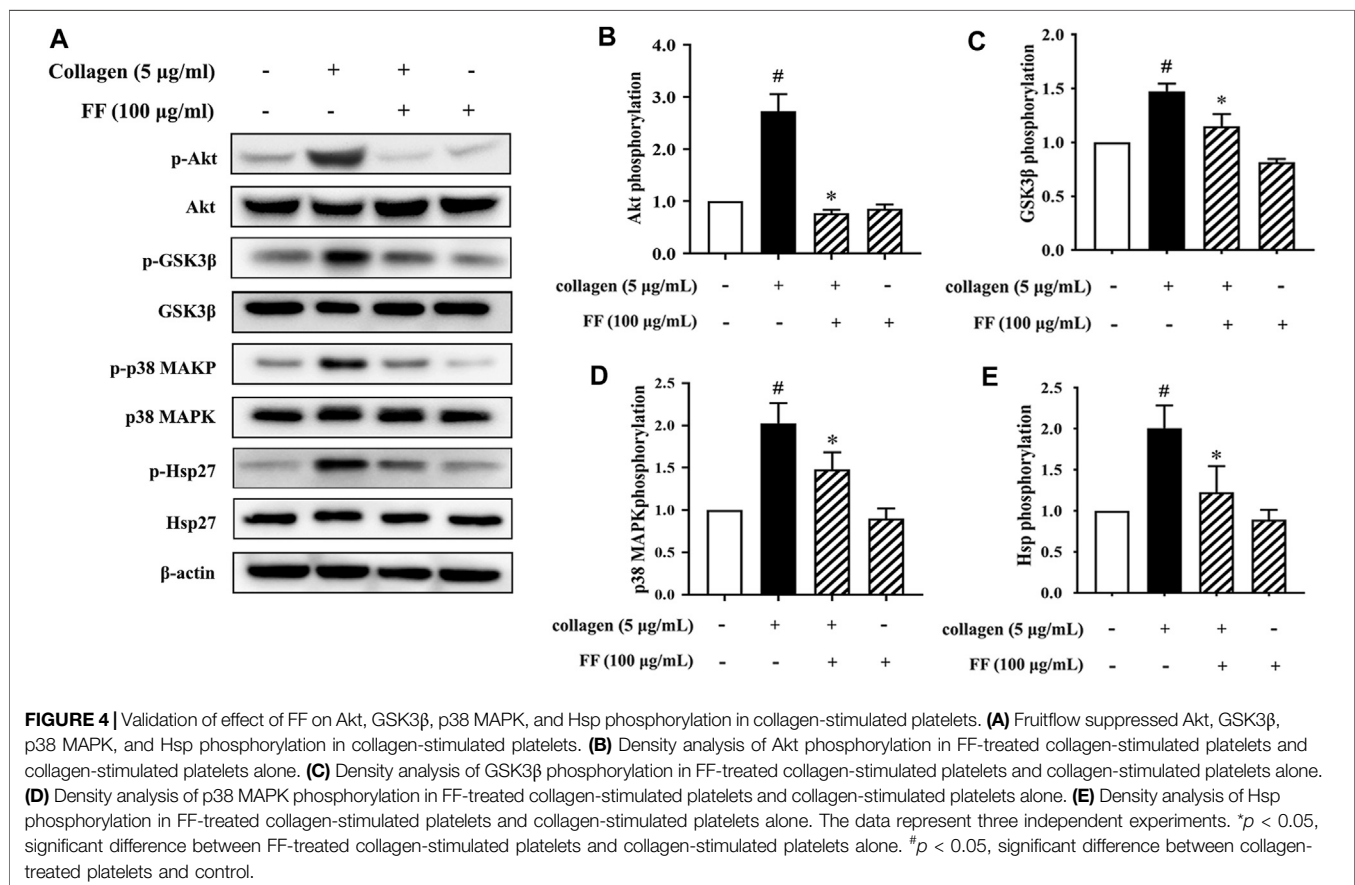 A
Collagen (5 µg/ml) - + + -
FF (100 µg/ml) - - + +
p-Akt
Akt
p-GSK3β
GSK3β
p-p38 MAKP
p38 MAPK
p-Hsp27
Hsp27
β-actin
B
Akt phosphorylation
4.0
3.0
2.0
1.0
0.0
#
*
collagen (5 µg/mL) - + + -
FF (100 µg/mL) - - + +
C
GSK3β phosphorylation
2.0
1.5
1.0
0.5
0.0
#
*
collagen (5 µg/mL) - + + -
FF (100 µg/mL) - - + +
D
p38 MAPKphosphorylation
2.5
2.0
1.5
1.0
0.5
0.0
#
*
collagen (5 µg/mL) - + + -
FF (100 µg/mL) - - + +
E
Hsp phosphorylation
2.5
2.0
1.5
1.0
0.5
0.0
#
*
collagen (5 µg/mL) - + + -
FF (100 µg/mL) - - + +
FIGURE 4 | Validation of effect of FF on Akt, GSK3β, p38 MAPK, and Hsp phosphorylation in collagen-stimulated platelets. (A) Fruitflow suppressed Akt, GSK3β,
p38 MAPK, and Hsp phosphorylation in collagen-stimulated platelets. (B) Density analysis of Akt phosphorylation in FF-treated collagen-stimulated platelets and
collagen-stimulated platelets alone. (C) Density analysis of GSK3β phosphorylation in FF-treated collagen-stimulated platelets and collagen-stimulated platelets alone.
(D) Density analysis of p38 MAPK phosphorylation in FF-treated collagen-stimulated platelets and collagen-stimulated platelets alone. (E) Density analysis of Hsp
phosphorylation in FF-treated collagen-stimulated platelets and collagen-stimulated platelets alone. The data represent three independent experiments. *p < 0.05,
significant difference between FF-treated collagen-stimulated platelets and collagen-stimulated platelets alone. #p < 0.05, significant difference between collagen-
treated platelets and control.